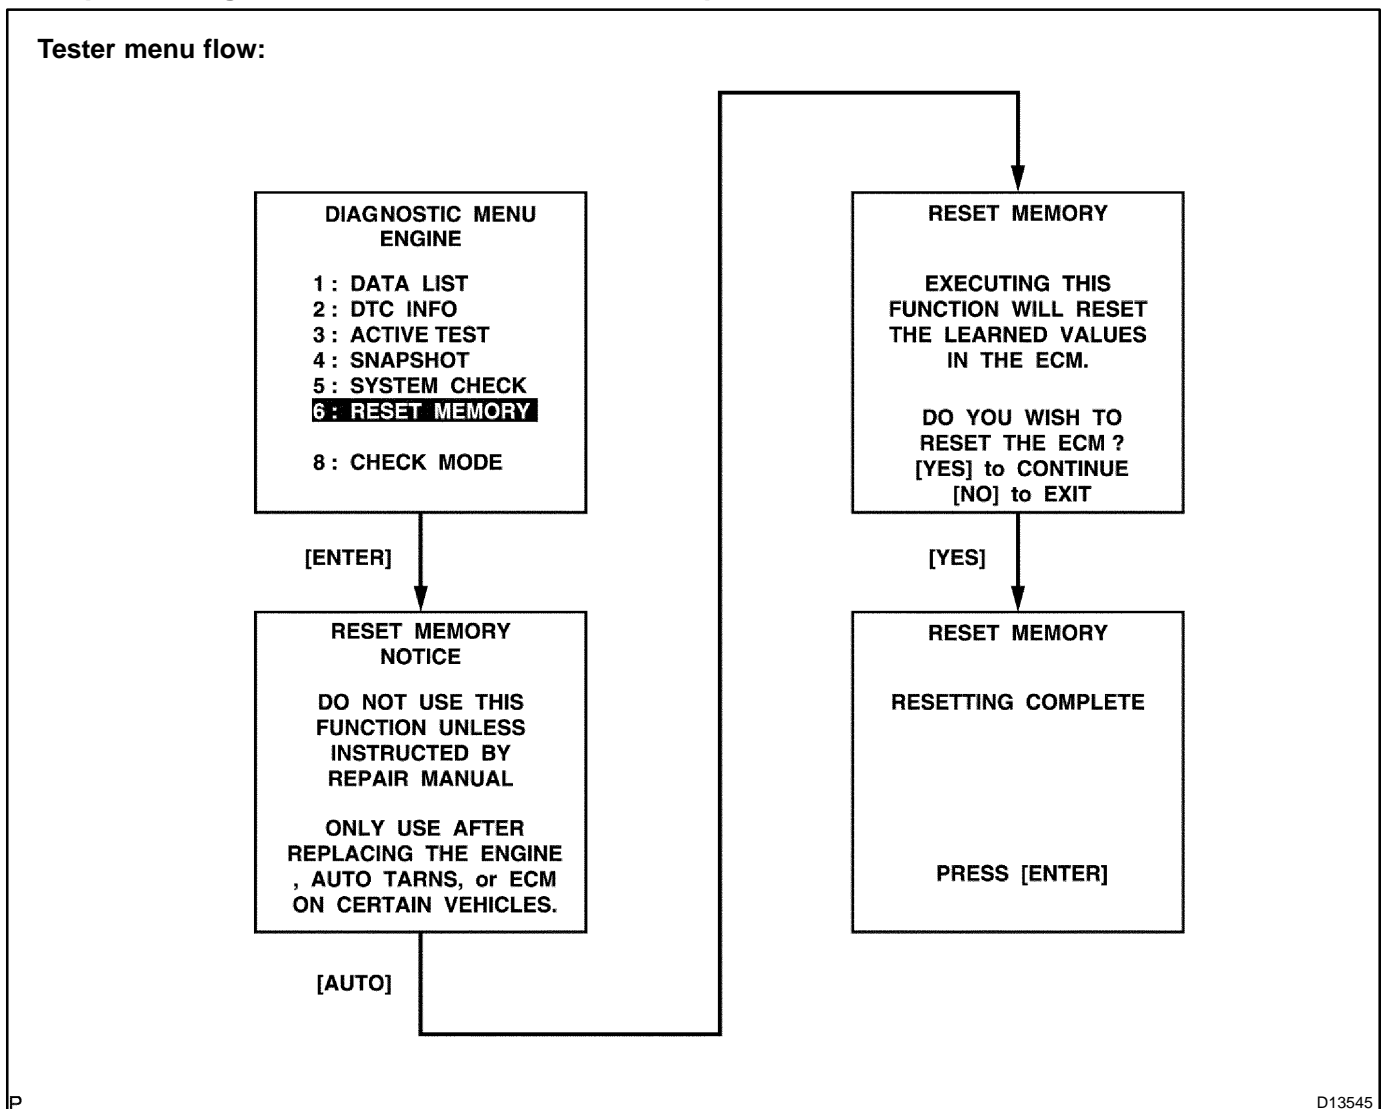 Tester menu flow:
DIAGNOSTIC MENU
ENGINE
1 : DATA LIST
2 : DTC INFO
3 : ACTIVE TEST
4 : SNAPSHOT
5 : SYSTEM CHECK
6 : RESET MEMORY
8 : CHECK MODE
[ENTER]
RESET MEMORY
NOTICE
DO NOT USE THIS
FUNCTION UNLESS
INSTRUCTED BY
REPAIR MANUAL
ONLY USE AFTER
REPLACING THE ENGINE
, AUTO TARNS, or ECM
ON CERTAIN VEHICLES.
[AUTO]
RESET MEMORY
EXECUTING THIS
FUNCTION WILL RESET
THE LEARNED VALUES
IN THE ECM.
DO YOU WISH TO
RESET THE ECM ?
[YES] to CONTINUE
[NO] to EXIT
[YES]
RESET MEMORY
RESETTING COMPLETE
PRESS [ENTER]
P
D13545